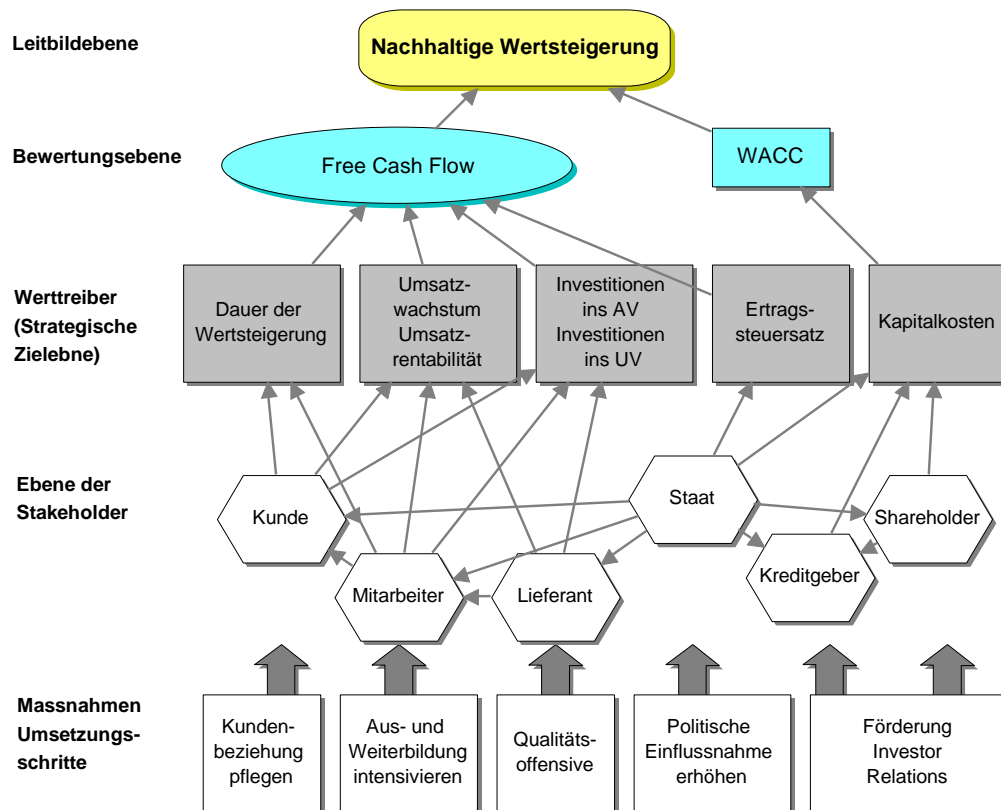 Leitbildebene
Nachhaltige Wertsteigerung
Bewertungsebene
Free Cash Flow
WACC
Werttreiber
(Strategische
Zielebne)
Dauer der
Wertsteigerung
Umsatz-
wachstum
Umsatz-
rentabilität
Investitionen
ins AV
Investitionen
ins UV
Ertrags-
steuersatz
Kapitalkosten
Ebene der
Stakeholder
Kunde
Mitarbeiter
Lieferant
Staat
Kreditgeber
Shareholder
Massnahmen
Umsetzungs-
schritte
Kunden-
beziehung
pflegen
Aus- und
Weiterbildung
intensivieren
Qualitäts-
offensive
Politische
Einflussnahme
erhöhen
Förderung
Investor
Relations